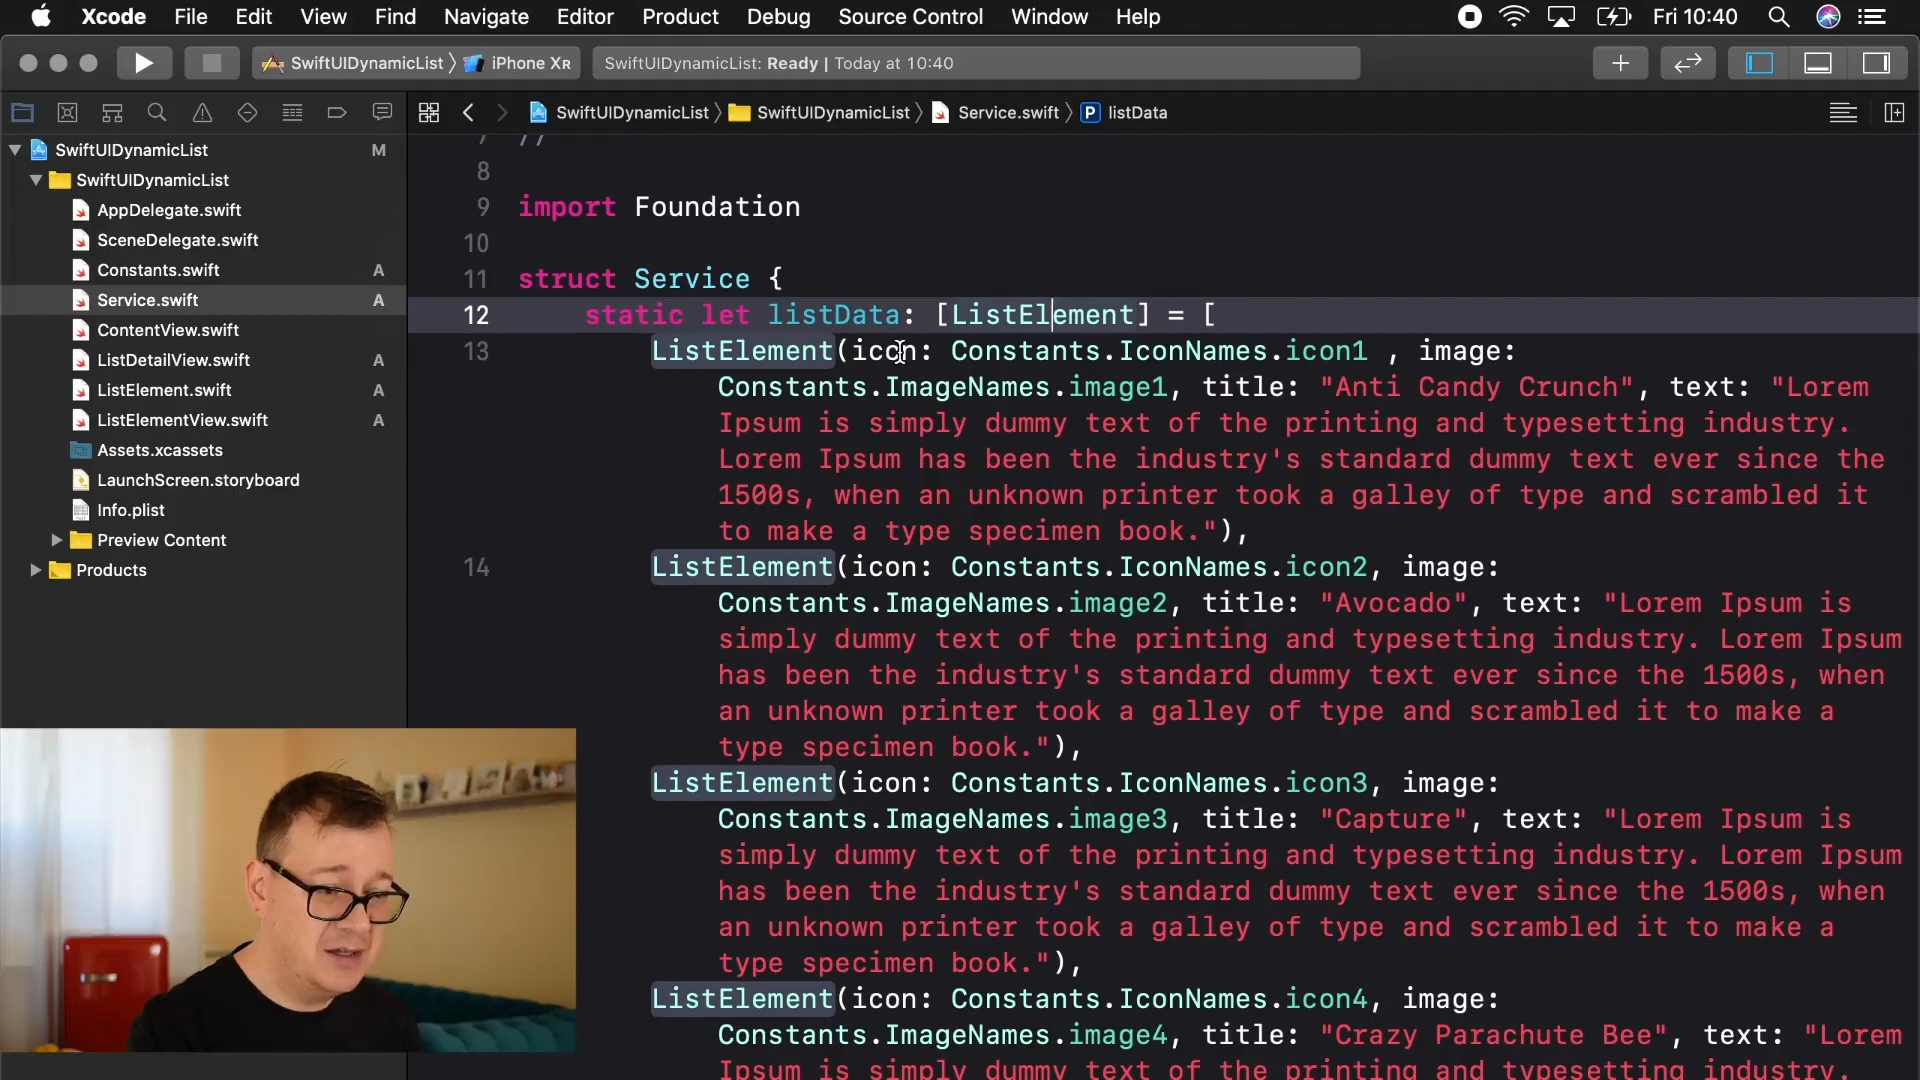 Xcode File Edit View Find Navigate Editor Product Debug Source Control Window Help Fri 10:40
SwiftUIDynamicList iPhone XR SwiftUIDynamicList: Ready | Today at 10:40
SwiftUIDynamicList SwiftUIDynamicList Service.swift P listData
SwiftUIDynamicList M
SwiftUIDynamicList
AppDelegate.swift
SceneDelegate.swift
Constants.swift A
Service.swift A
ContentView.swift
ListDetailView.swift A
ListElement.swift A
ListElementView.swift A
Assets.xcassets
LaunchScreen.storyboard
Info.plist
Preview Content
Products
7 //
8
9 import Foundation
10
11 struct Service {
12 static let listData: [ListElement] = [
13 ListElement(icon: Constants.IconNames.icon1 , image:
Constants.ImageNames.image1, title: "Anti Candy Crunch", text: "Lorem
Ipsum is simply dummy text of the printing and typesetting industry.
Lorem Ipsum has been the industry's standard dummy text ever since the
1500s, when an unknown printer took a galley of type and scrambled it
to make a type specimen book."),
14 ListElement(icon: Constants.IconNames.icon2, image:
Constants.ImageNames.image2, title: "Avocado", text: "Lorem Ipsum is
simply dummy text of the printing and typesetting industry. Lorem Ipsum
has been the industry's standard dummy text ever since the 1500s, when
an unknown printer took a galley of type and scrambled it to make a
type specimen book."),
ListElement(icon: Constants.IconNames.icon3, image:
Constants.ImageNames.image3, title: "Capture", text: "Lorem Ipsum is
simply dummy text of the printing and typesetting industry. Lorem Ipsum
has been the industry's standard dummy text ever since the 1500s, when
an unknown printer took a galley of type and scrambled it to make a
type specimen book."),
ListElement(icon: Constants.IconNames.icon4, image:
Constants.ImageNames.image4, title: "Crazy Parachute Bee", text: "Lorem
Ipsum is simply dummy text of the printing and typesetting industry.